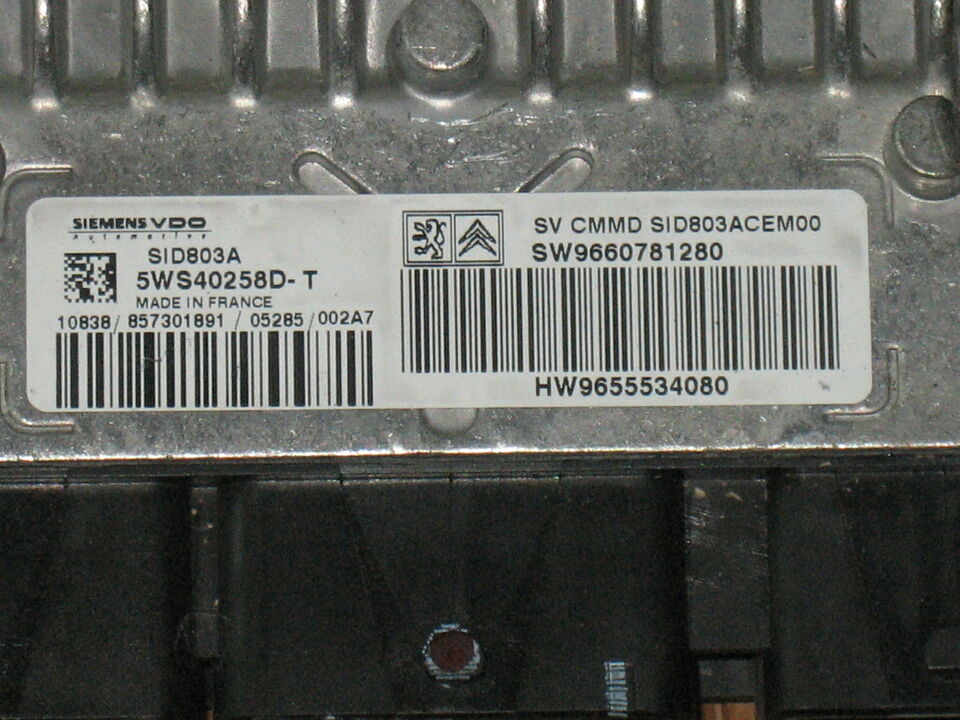 SIEMENS VDO
Automotive
SID803A
5WS40258D-T
MADE IN FRANCE
10838/ 857301891 / 05285 /002A7
SV CMMD SID803ACEM00
SW9660781280
HW9655534080